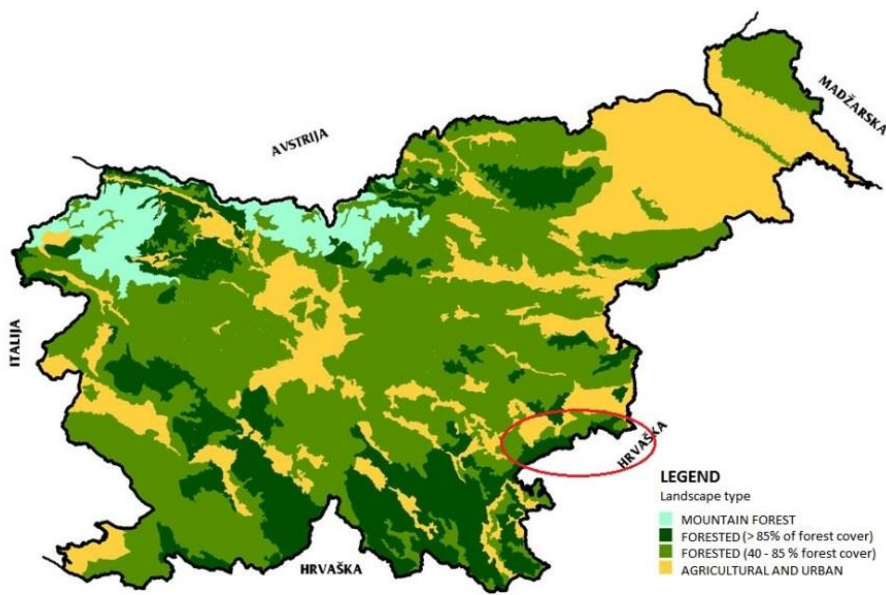 MADŽARSKA
AVSTRIJA
ITALIJA
HRVAŠKA
HRVAŠKA
LEGEND
Landscape type
MOUNTAIN FOREST
FORESTED (> 85% of forest cover)
FORESTED (40 - 85 % forest cover)
AGRICULTURAL AND URBAN